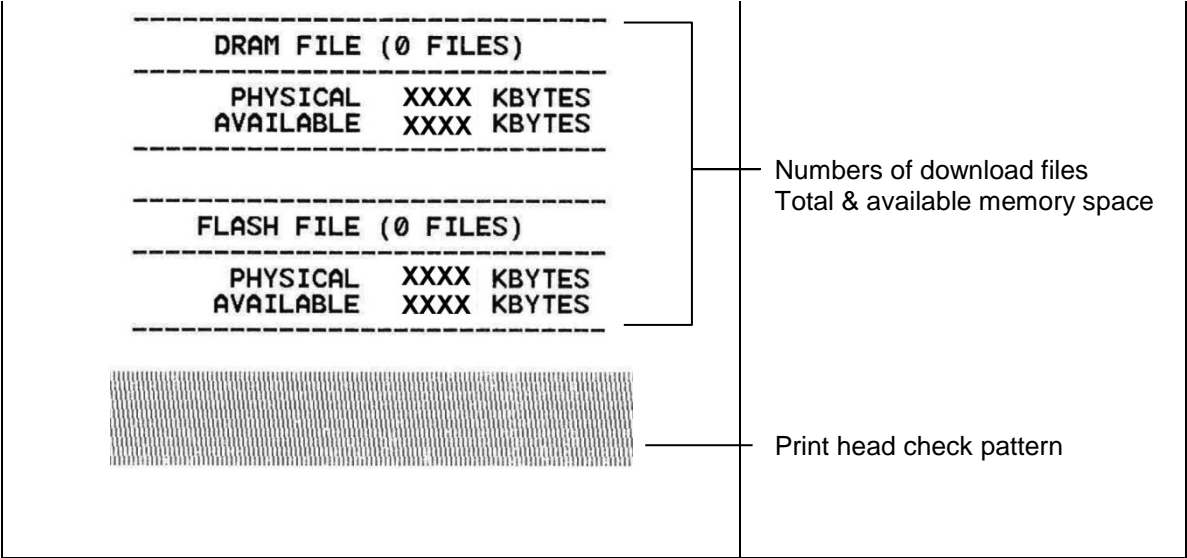 DRAM FILE (0 FILES)
PHYSICAL XXXX KBYTES
AVAILABLE XXXX KBYTES
FLASH FILE (0 FILES)
PHYSICAL XXXX KBYTES
AVAILABLE XXXX KBYTES
Numbers of download files
Total & available memory space
Print head check pattern